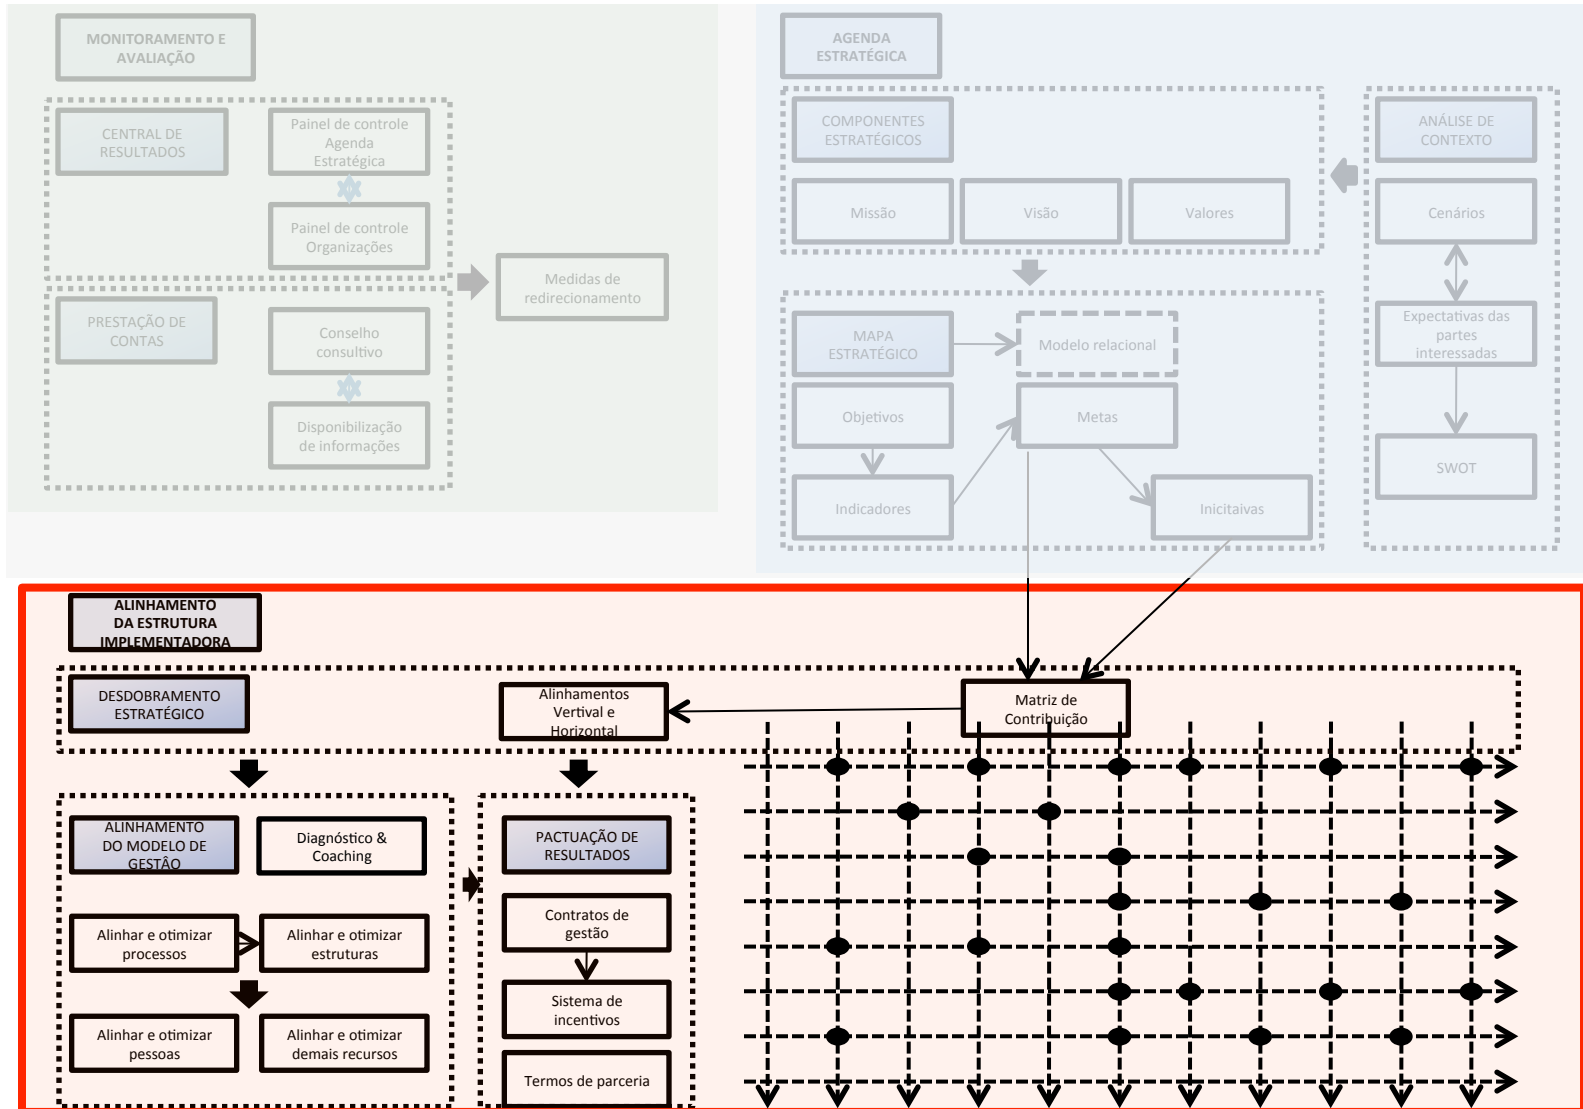 MONITORAMENTO E
AVALIAÇÃO
CENTRAL DE
RESULTADOS
Painel de controle
Agenda
Estratégica
Painel de controle
Organizações
PRESTAÇÃO DE
CONTAS
Conselho
consultivo
Disponibilização
de informações
Medidas de
redirecionamento
AGENDA
ESTRATÉGICA
COMPONENTES
ESTRATÉGICOS
Missão
Visão
Valores
ANÁLISE DE
CONTEXTO
Cenários
Expectativas das
partes
interessadas
SWOT
MAPA
ESTRATÉGICO
Modelo relacional
Objetivos
Metas
Indicadores
Inicitaivas
ALINHAMENTO
DA ESTRUTURA
IMPLEMENTADORA
DESDOBRAMENTO
ESTRATÉGICO
Alinhamentos
Vertival e
Horizontal
Matriz de
Contribuição
ALINHAMENTO
DO MODELO DE
GESTÂO
Diagnóstico &
Coaching
Alinhar e otimizar
processos
Alinhar e otimizar
estruturas
Alinhar e otimizar
pessoas
Alinhar e otimizar
demais recursos
PACTUAÇÃO DE
RESULTADOS
Contratos de
gestão
Sistema de
incentivos
Termos de parceria